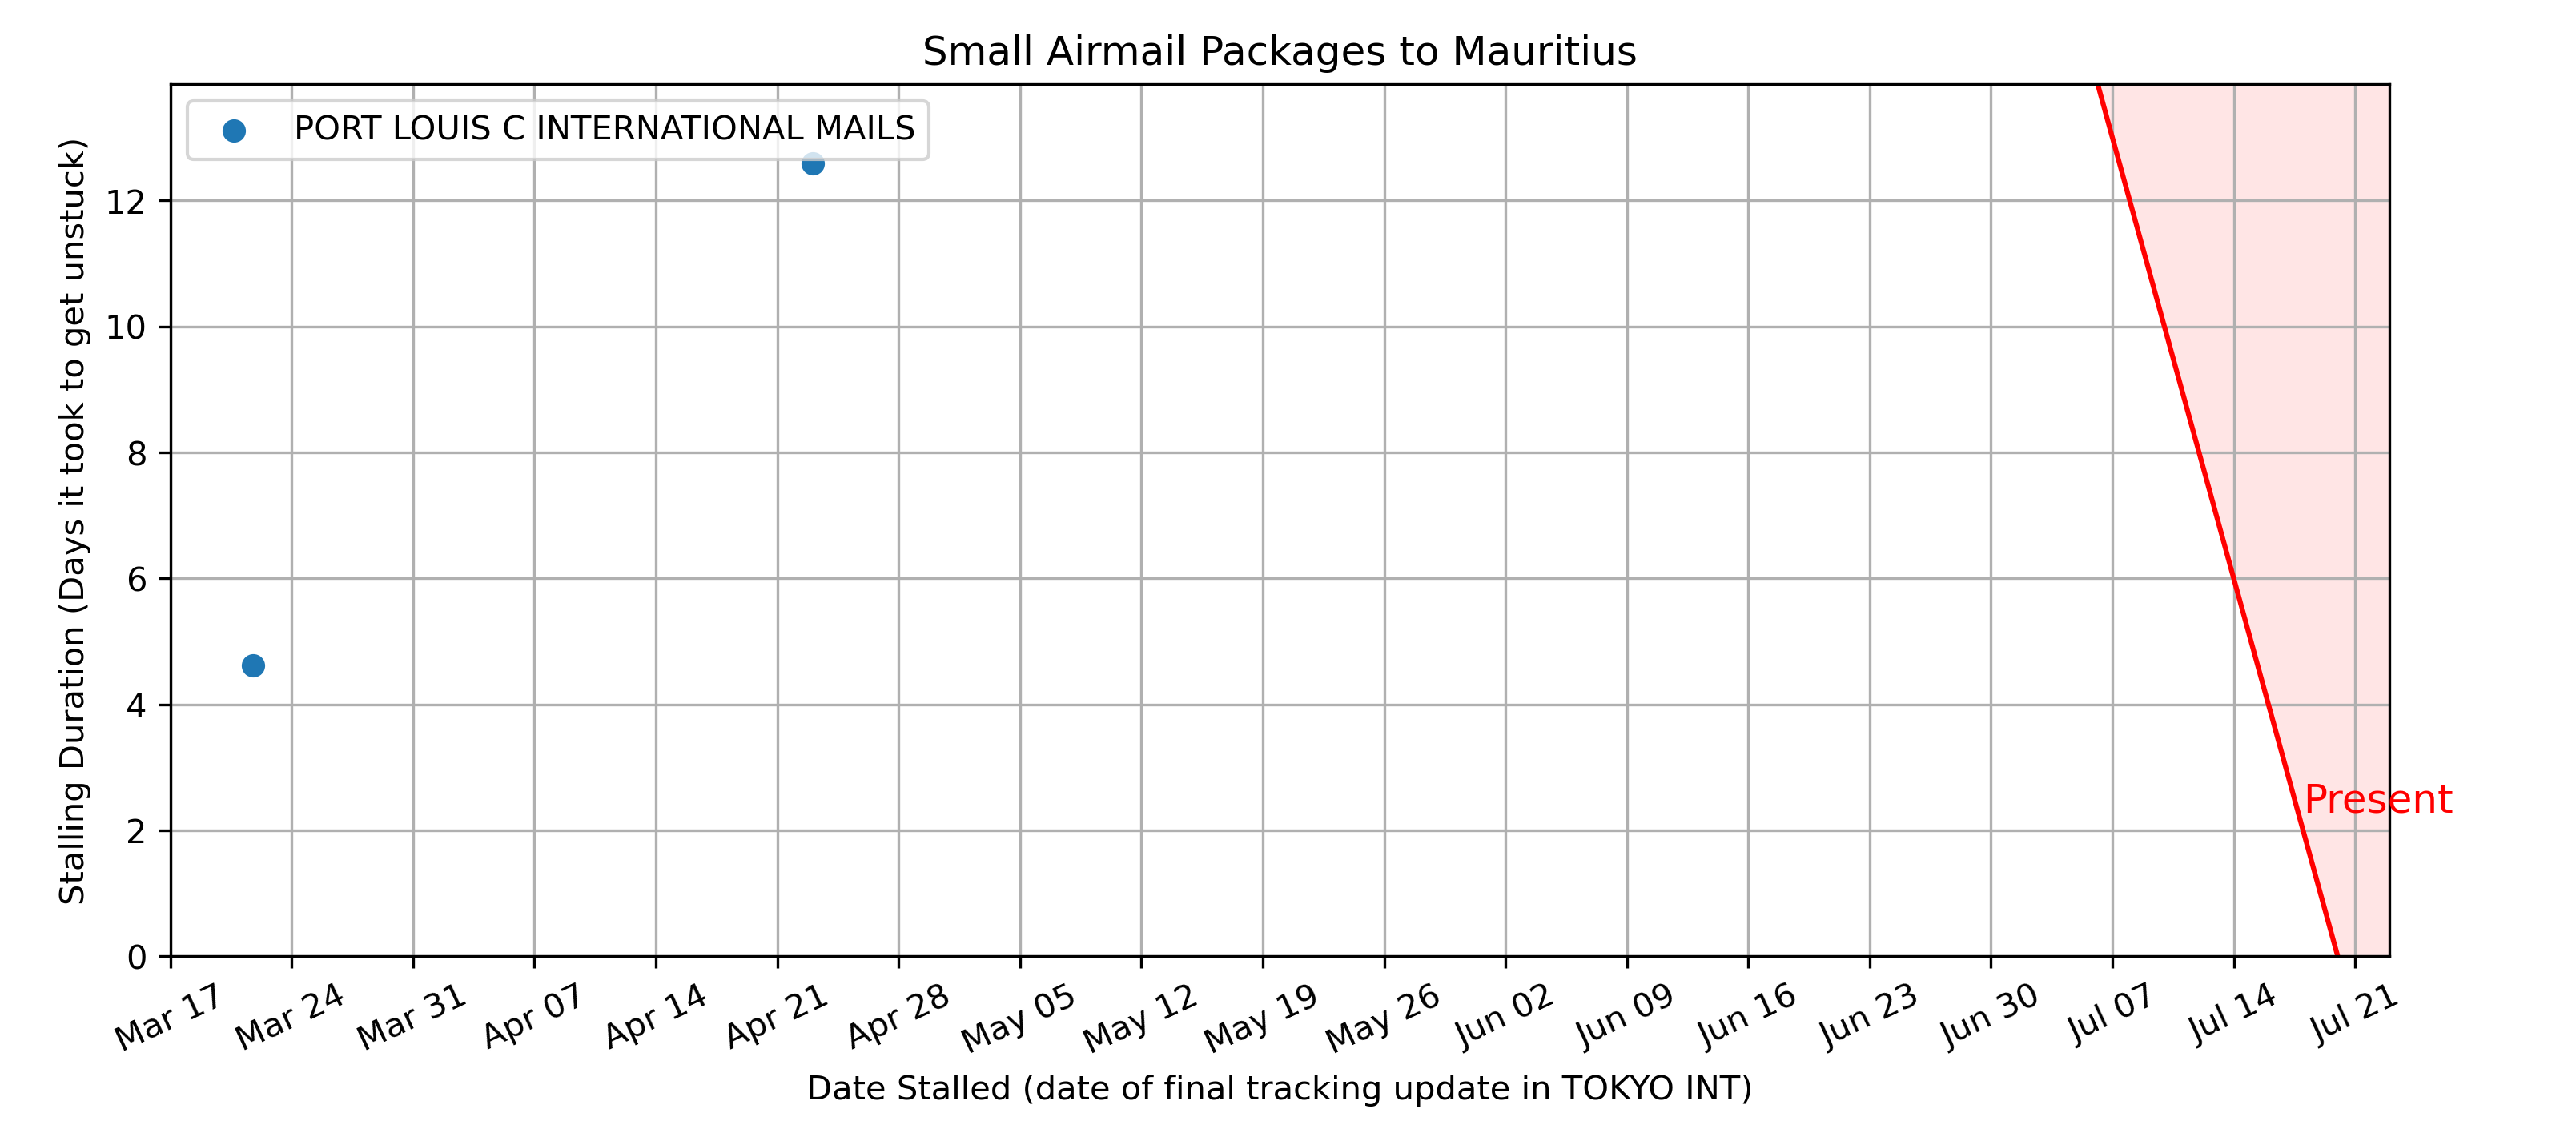 Small Airmail Packages to Mauritius
PORT LOUIS C INTERNATIONAL MAILS
Stalling Duration (Days it took to get unstuck)
12
10
8
6
4
2
0
Present
Mar 17 Mar 24 Mar 31 Apr 07 Apr 14 Apr 21 Apr 28 May 05 May 12 May 19 May 26 Jun 02 Jun 09 Jun 16 Jun 23 Jun 30 Jul 07 Jul 14 Jul 21
Date Stalled (date of final tracking update in TOKYO INT)